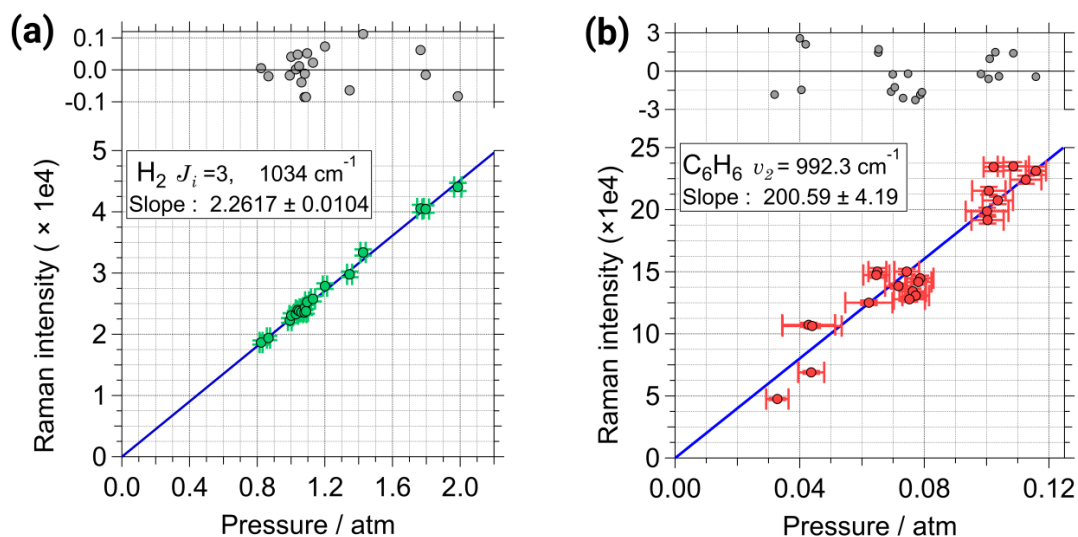 (a)
0.1
0.0
-0.1
5
4
3
2
1
0
Raman intensity ( × 1e4)
H₂ Jᵢ =3, 1034 cm⁻¹
Slope : 2.2617 ± 0.0104
0.0 0.4 0.8 1.2 1.6 2.0
Pressure / atm
(b)
3
0
-3
25
20
15
10
5
0
Raman intensity (×1e4)
C₆H₆ v₂ = 992.3 cm⁻¹
Slope : 200.59 ± 4.19
0.00 0.04 0.08 0.12
Pressure / atm